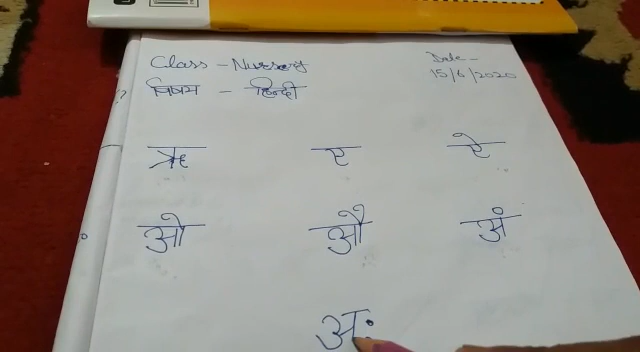 Class - Nursery
Date -
15/6/2020
विषय - हिन्दी
ऋ ए ऐ
ओ औ अं
अः